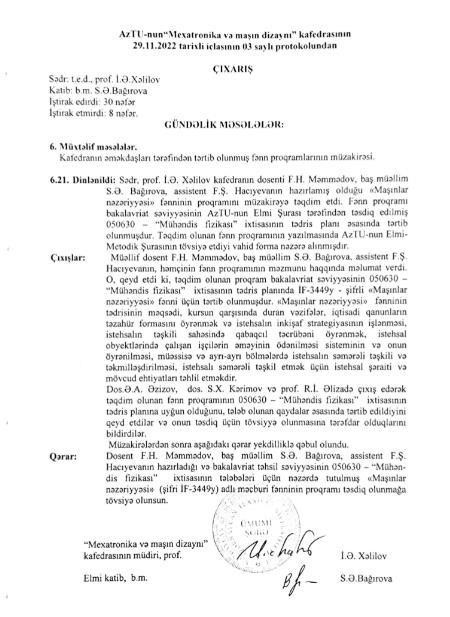 AzTU-nun“Mexatronika və maşın dizaynı” kafedrasının
29.11.2022 tarixli iclasının 03 saylı protokolundan
ÇIXARIŞ
Sədr: t.e.d., prof. İ.Ə.Xəlilov
Katib: b.m. S.Ə.Bağırova
İştirak edirdi: 30 nəfər
İştirak etmirdi: 8 nəfər.
GÜNDƏLİK MƏSƏLƏLƏR:
6. Müxtəlif məsələlər.
Kafedranın əməkdaşları tərəfindən tərtib olunmuş fənn proqramlarının müzakirəsi.
6.21. Dinlənildi: Sədr, prof. İ.Ə. Xəlilov kafedranın dosenti F.H. Məmmədov, baş müəllim
S.Ə. Bağırova, assistent F.Ş. Hacıyevanın hazırlamış olduğu «Maşınlar
nəzəriyyəsi» fənninin proqramını müzakirəyə təqdim etdi. Fənn proqramı
bakalavriat səviyyəsinin AzTU-nun Elmi Şurası tərəfindən təsdiq edilmiş
050630 – “Mühəndis fizikası” ixtisasının tədris planı əsasında tərtib
olunmuşdur. Təqdim olunan fənn proqramının yazılmasında AzTU-nun Elmi-
Metodik Şurasının tövsiyə etdiyi vahid forma nəzərə alınmışdır.
Çıxışlar: Müəllif dosent F.H. Məmmədov, baş müəllim S.Ə. Bağırova, assistent F.Ş.
Hacıyevanın, həmçinin fənn proqramının məzmunu haqqında məlumat verdi.
O, qeyd etdi ki, təqdim olunan proqram bakalavriat səviyyəsinin 050630 –
“Mühəndis fizikası” ixtisasının tədris planında İF-3449y - şifrli «Maşınlar
nəzəriyyəsi» fənni üçün tərtib olunmuşdur. «Maşınlar nəzəriyyəsi» fənninin
tədrisinin məqsədi, kursun qarşısında duran vəzifələr, iqtisadi qanunların
təzahür formasını öyrənmək və istehsalın inkişaf strategiyasının işlənməsi,
istehsalın təşkili sahəsində qabaqcıl təcrübəni öyrənmək, istehsal
obyektlərində çalışan işçilərin əməyinin ödənilməsi sisteminin və onun
öyrənilməsi, müəssisə və ayrı-ayrı bölmələrdə istehsalın səmərəli təşkili və
təkmilləşdirilməsi, istehsalı səmərəli təşkil etmək üçün istehsal şəraiti və
mövcud ehtiyatları təhlil etməkdir.
Dos.Ə.A. Əzizov, dos. S.X. Kərimov və prof. R.İ. Əlizadə çıxış edərək
təqdim olunan fənn proqramının 050630 – “Mühəndis fizikası” ixtisasının
tədris planına uyğun olduğunu, tələb olunan qaydalar əsasında tərtib edildiyini
qeyd etdilər və onun təsdiq üçün tövsiyyə olunmasına tərəfdar olduqlarını
bildirdilər.
Müzakirələrdən sonra aşağıdakı qərar yekdilliklə qəbul olundu.
Qərar: Dosent F.H. Məmmədov, baş müəllim S.Ə. Bağırova, assistent F.Ş.
Hacıyevanın hazırladığı və bakalavriat təhsil səviyyəsinin 050630 – “Mühən-
dis fizikası” ixtisasının tələbələri üçün nəzərdə tutulmuş «Maşınlar
nəzəriyyəsi» (şifri İF-3449y) adlı məcburi fənninin proqramı təsdiq olunmağa
tövsiyə olunsun.
ÜMUMİ
ŞÖBƏ
“Mexatronika və maşın dizaynı”
kafedrasının müdiri, prof. İ.Ə. Xəlilov
Elmi katib, b.m. S.Ə.Bağırova